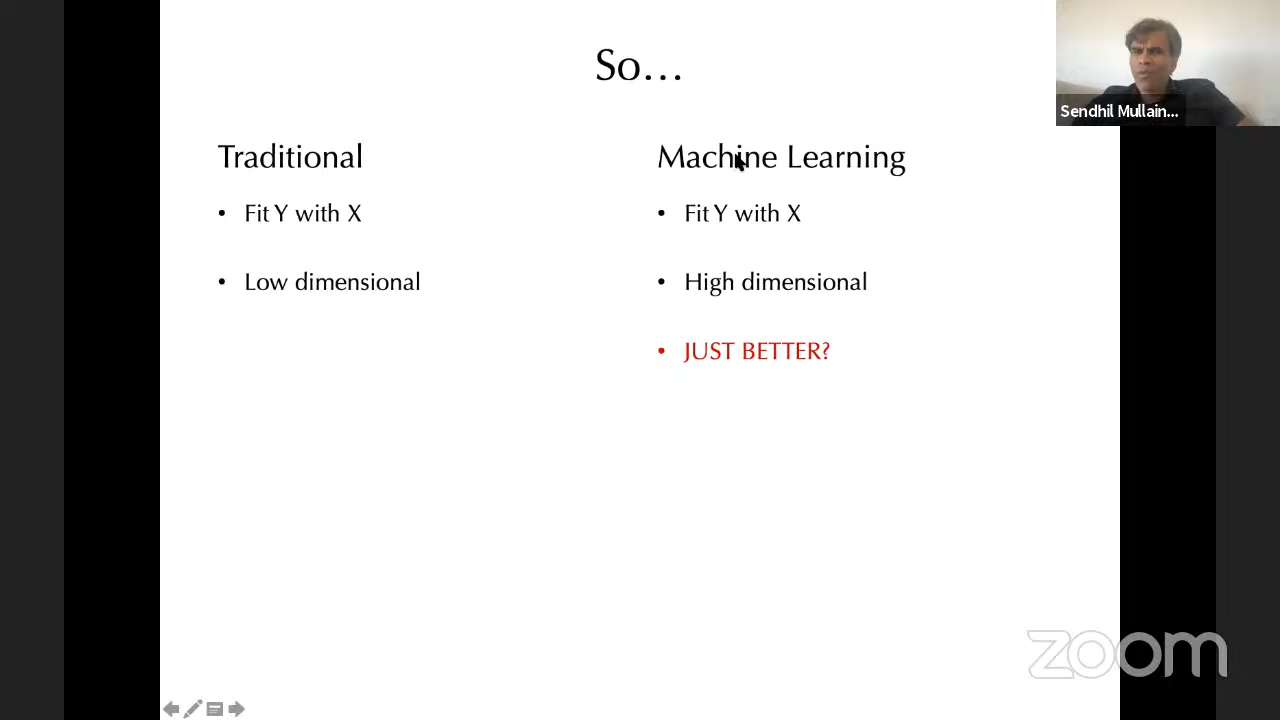 So…
Sendhil Mullain...
Traditional
• Fit Y with X
• Low dimensional
Machine Learning
• Fit Y with X
• High dimensional
• JUST BETTER?
zoom